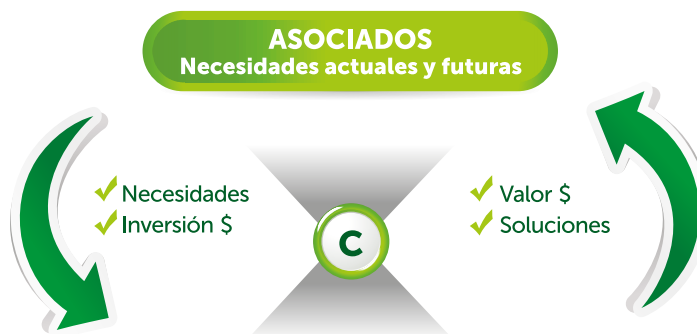 ASOCIADOS
Necesidades actuales y futuras
Necesidades
Inversión $
C
Valor $
Soluciones